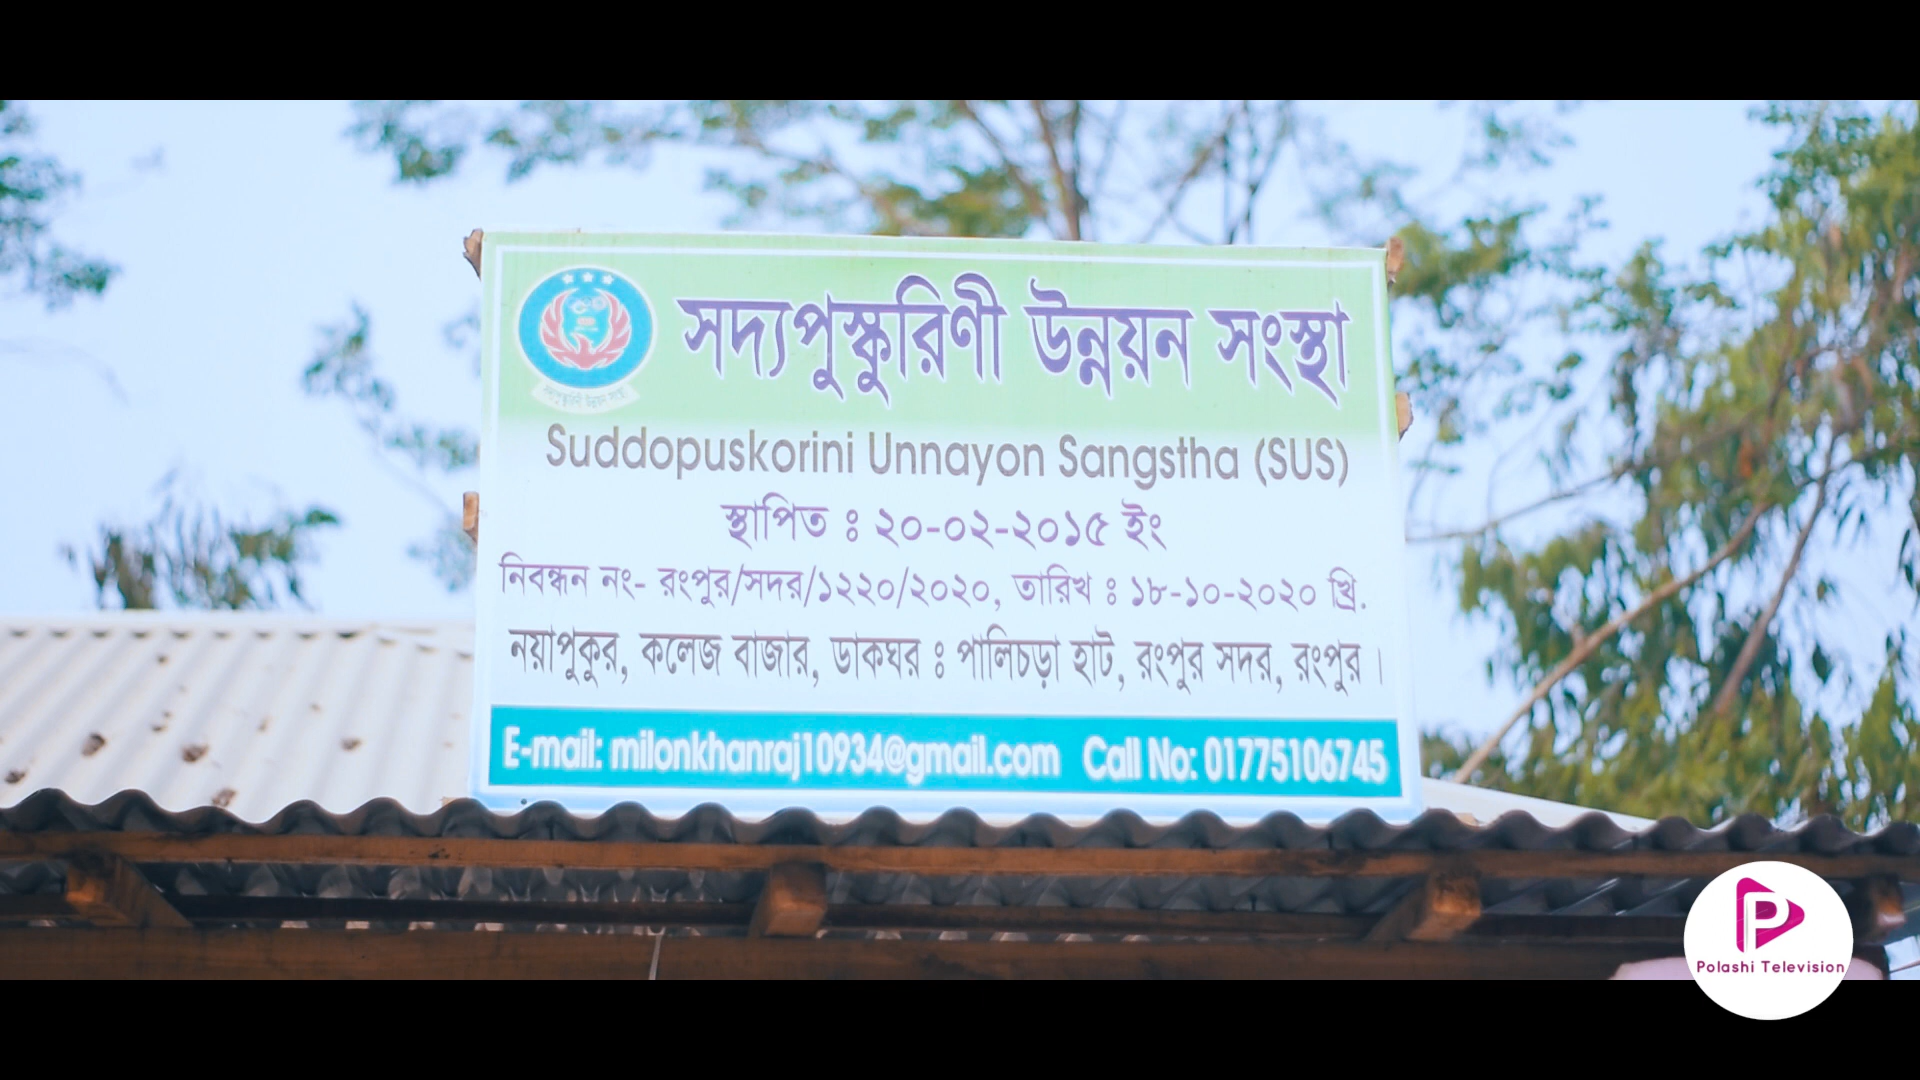 সদ্যপুস্কুরিণী উন্নয়ন সংস্থা
Suddopuskorini Unnayon Sangstha (SUS)
স্থাপিত ঃ ২০-০২-২০১৫ ইং
নিবন্ধন নং- রংপুর/সদর/১২২০/২০২০, তারিখ ঃ ১৮-১০-২০২০ খ্রি.
নয়াপুকুর, কলেজ বাজার, ডাকঘর ঃ পালিচড়া হাট, রংপুর সদর, রংপুর ।
E-mail: milonkhanraj10934@gmail.com Call No: 01775106745
Polashi Television